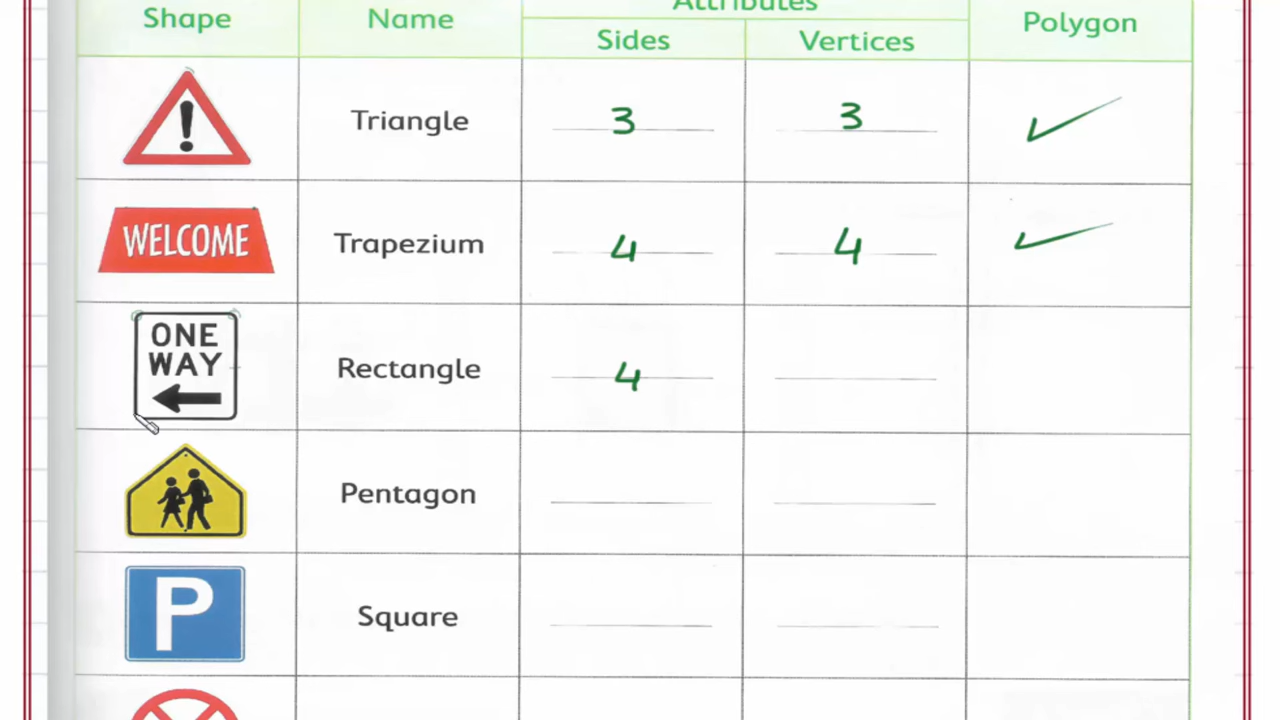 Attributes
Shape Name Polygon
Sides Vertices
! Triangle 3 3 ✓
WELCOME Trapezium 4 4 ✓
ONE
WAY Rectangle 4
Pentagon
P Square